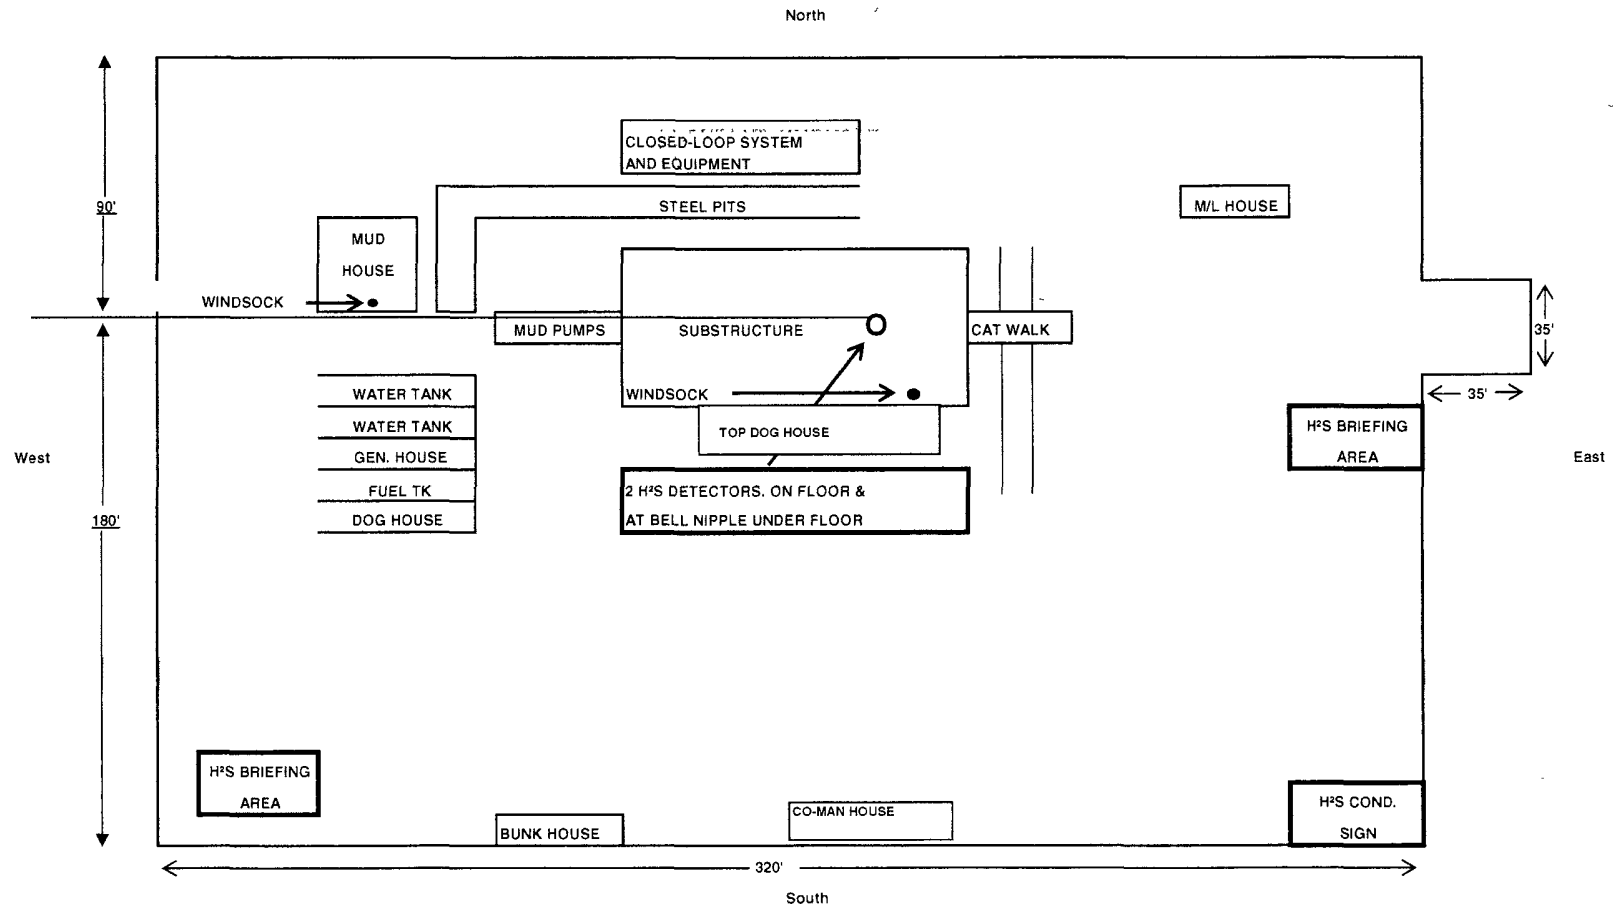 North
CLOSED-LOOP SYSTEM
AND EQUIPMENT
90'
STEEL PITS
M/L HOUSE
MUD
HOUSE
WINDSOCK
MUD PUMPS
SUBSTRUCTURE
CAT WALK
35'
WATER TANK
WINDSOCK
35'
WATER TANK
TOP DOG HOUSE
H²S BRIEFING
AREA
West
GEN. HOUSE
East
FUEL TK
2 H²S DETECTORS. ON FLOOR &
180'
DOG HOUSE
AT BELL NIPPLE UNDER FLOOR
H²S BRIEFING
AREA
CO-MAN HOUSE
H²S COND.
SIGN
BUNK HOUSE
320'
South